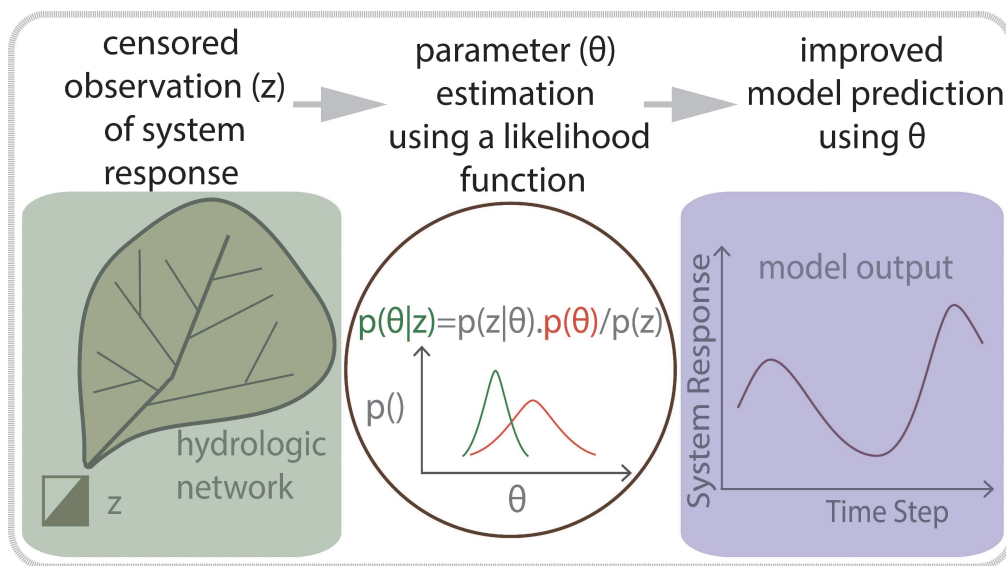 censored
observation (z)
of system
response
parameter (θ)
estimation
using a likelihood
function
improved
model prediction
using θ
hydrologic
network
z
p(θ|z)=p(z|θ).p(θ)/p(z)
p()
θ
model output
System Response
Time Step